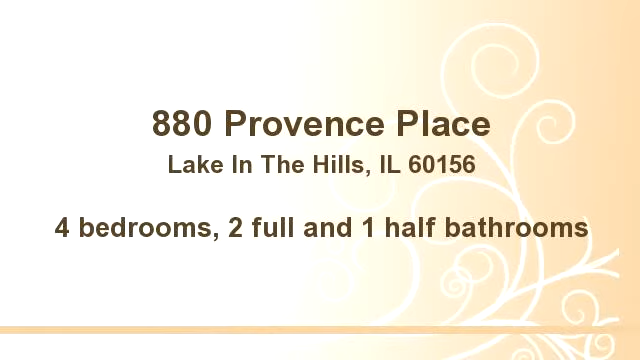 880 Provence Place
Lake In The Hills, IL 60156
4 bedrooms, 2 full and 1 half bathrooms